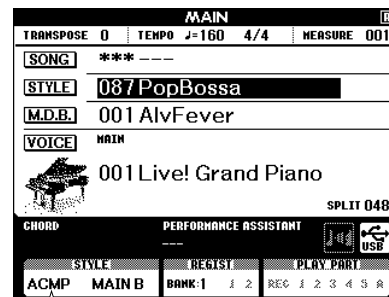 MAIN
TRANSPOSE 0 TEMPO ♩=160 4/4 MEASURE 001
SONG *** ---
STYLE 087 PopBossa
M.D.B. 001 AlvFever
VOICE MAIN
001 Live! Grand Piano
SPLIT 048
CHORD PERFORMANCE ASSISTANT
---
USB
STYLE REGIST PLAY PART
ACMP MAIN B BANK:1 1 2 REC 1 2 3 4 5 A